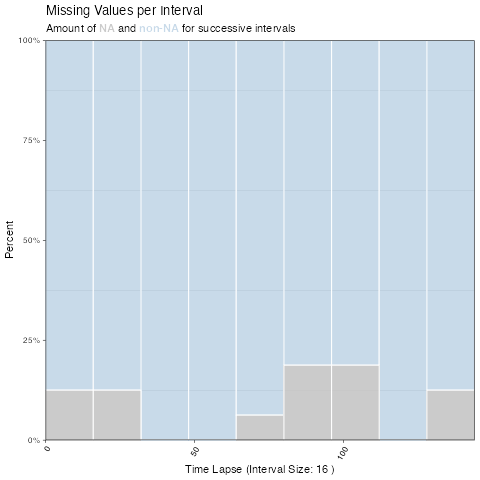 Missing Values per Interval
Amount of NA and non-NA for successive intervals
100%
75%
50%
25%
0%
Percent
0
50
100
Time Lapse (Interval Size: 16 )